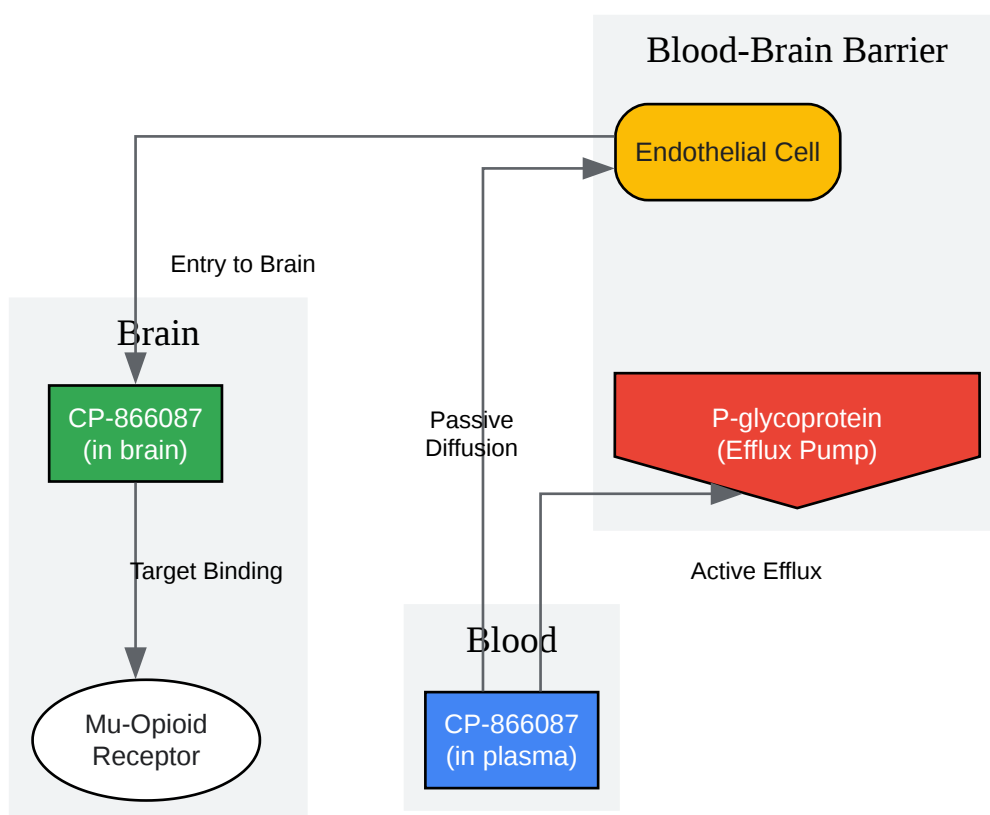 Blood-Brain Barrier
Endothelial Cell
Entry to Brain
Brain
CP-866087
(in brain)
Passive
Diffusion
P-glycoprotein
(Efflux Pump)
Target Binding
Active Efflux
Blood
Mu-Opioid
Receptor
CP-866087
(in plasma)